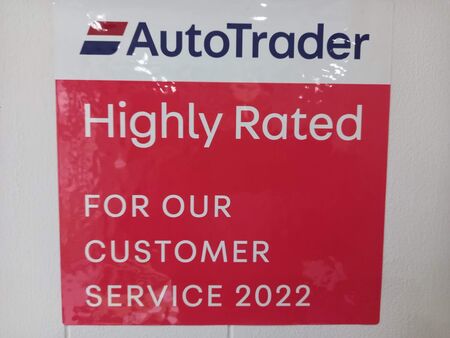 AutoTrader
Highly Rated
FOR OUR
CUSTOMER
SERVICE 2022